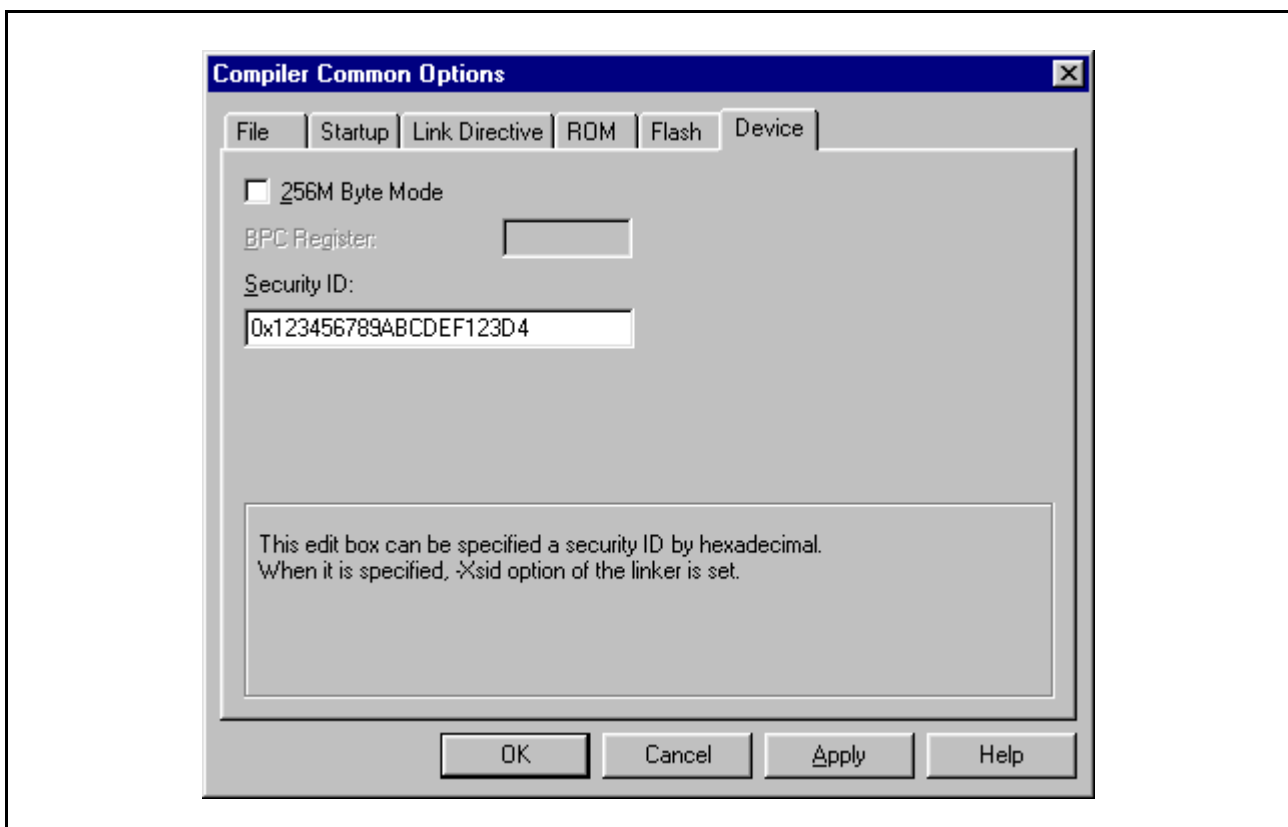 Compiler Common Options
File Startup Link Directive ROM Flash Device
256M Byte Mode
BPC Register:
Security ID:
0x123456789ABCDEF123D4
This edit box can be specified a security ID by hexadecimal.
When it is specified, -Xsid option of the linker is set.
OK Cancel Apply Help